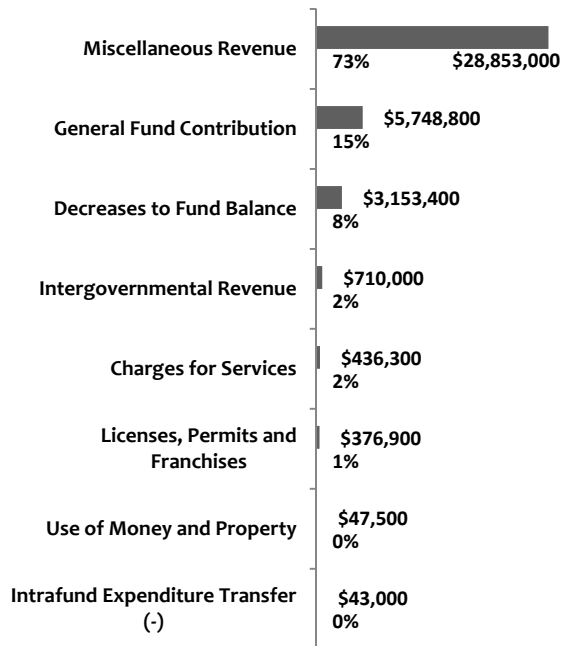 Miscellaneous Revenue
73% $28,853,000
General Fund Contribution
$5,748,800
15%
Decreases to Fund Balance
$3,153,400
8%
Intergovernmental Revenue
$710,000
2%
Charges for Services
$436,300
2%
Licenses, Permits and
Franchises
$376,900
1%
Use of Money and Property
$47,500
0%
Intrafund Expenditure Transfer
(-)
$43,000
0%